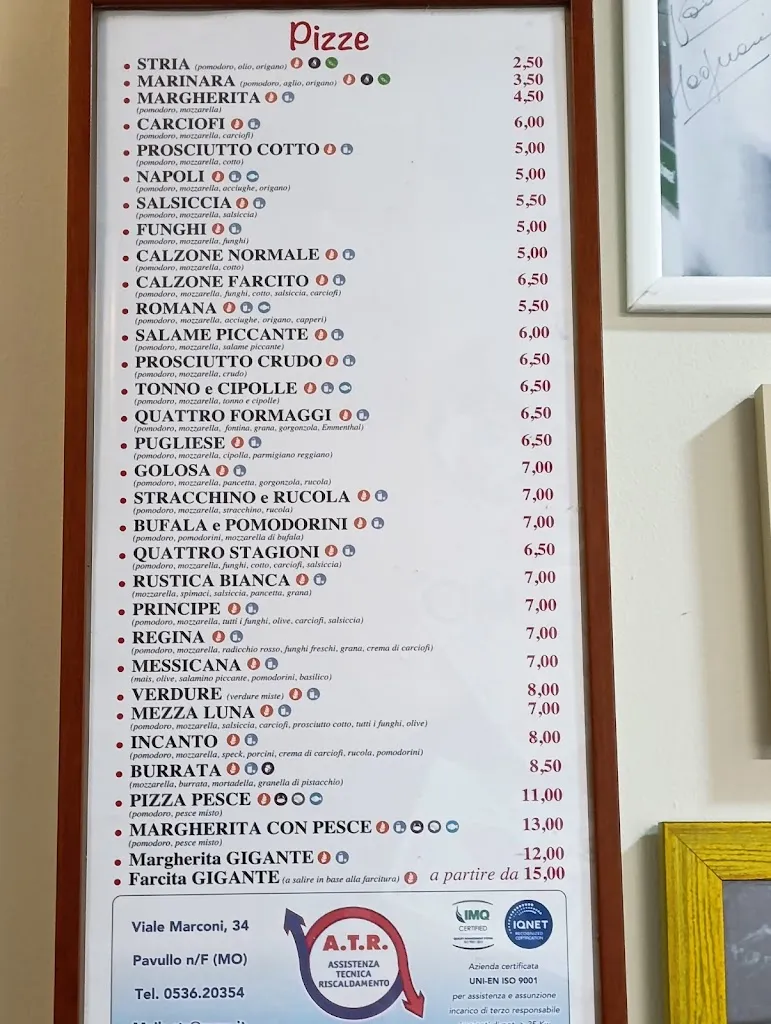 Pizze
• STRIA (pomodoro, olio, origano) 2,50
• MARINARA (pomodoro, aglio, origano) 3,50
• MARGHERITA 4,50
(pomodoro, mozzarella)
• CARCIOFI 6,00
(pomodoro, mozzarella, carciofi)
• PROSCIUTTO COTTO 5,00
(pomodoro, mozzarella, cotto)
• NAPOLI 5,00
(pomodoro, mozzarella, acciughe, origano)
• SALSICCIA 5,50
(pomodoro, mozzarella, salsiccia)
• FUNGHI 5,00
(pomodoro, mozzarella, funghi)
• CALZONE NORMALE 5,00
(pomodoro, mozzarella, cotto)
• CALZONE FARCITO 6,50
(pomodoro, mozzarella, funghi, cotto, salsiccia, carciofi)
• ROMANA 5,50
(pomodoro, mozzarella, acciughe, origano, capperi)
• SALAME PICCANTE 6,00
(pomodoro, mozzarella, salame piccante)
• PROSCIUTTO CRUDO 6,50
(pomodoro, mozzarella, crudo)
• TONNO e CIPOLLE 6,50
(pomodoro, mozzarella, tonno e cipolle)
• QUATTRO FORMAGGI 6,50
(pomodoro, mozzarella, fontina, grana, gorgonzola, Emmenthal)
• PUGLIESE 6,50
(pomodoro, mozzarella, cipolla, parmigiano reggiano)
• GOLOSA 7,00
(pomodoro, mozzarella, pancetta, gorgonzola, rucola)
• STRACCHINO e RUCOLA 7,00
(pomodoro, mozzarella, stracchino, rucola)
• BUFALA e POMODORINI 7,00
(pomodoro, pomodorini, mozzarella di bufala)
• QUATTRO STAGIONI 6,50
(pomodoro, mozzarella, funghi, cotto, carciofi, salsiccia)
• RUSTICA BIANCA 7,00
(mozzarella, spinaci, salsiccia, pancetta, grana)
• PRINCIPE 7,00
(pomodoro, mozzarella, tutti i funghi, olive, carciofi, salsiccia)
• REGINA 7,00
(pomodoro, mozzarella, radicchio rosso, funghi freschi, grana, crema di carciofi)
• MESSICANA 7,00
(mais, olive, salamino piccante, pomodorini, basilico)
• VERDURE (verdure miste) 8,00
• MEZZA LUNA 7,00
(pomodoro, mozzarella, salsiccia, carciofi, prosciutto cotto, tutti i funghi, olive)
• INCANTO 8,00
(pomodoro, mozzarella, speck, porcini, crema di carciofi, rucola, pomodorini)
• BURRATA 8,50
(mozzarella, burrata, mortadella, granella di pistacchio)
• PIZZA PESCE 11,00
(pomodoro, pesce misto)
• MARGHERITA CON PESCE 13,00
(pomodoro, pesce misto)
• Margherita GIGANTE 12,00
• Farcita GIGANTE (a salire in base alla farcitura) a partire da 15,00
Viale Marconi, 34
Pavullo n/F (MO)
Tel. 0536.20354
A.T.R.
ASSISTENZA
TECNICA
RISCALDAMENTO
IMQ
CERTIFIED
IQNET
Azienda certificata
UNI-EN ISO 9001
per assistenza e assunzione
incarico di terzo responsabile